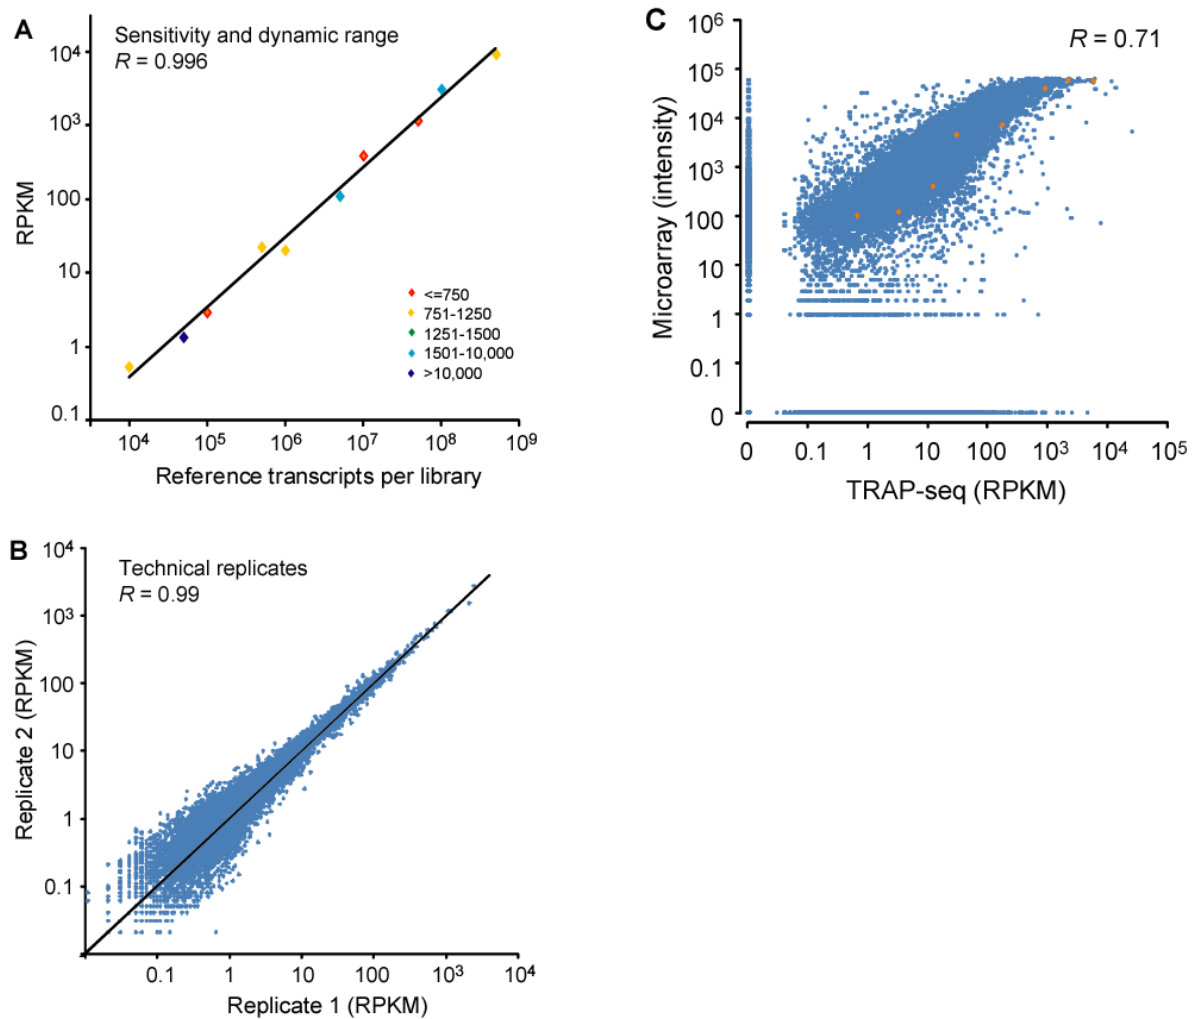 A
Sensitivity and dynamic range
R = 0.996
10⁴
10³
100
10
1
0.1
RPKM
<=750
751-1250
1251-1500
1501-10,000
>10,000
10⁴ 10⁵ 10⁶ 10⁷ 10⁸ 10⁹
Reference transcripts per library
B
Technical replicates
R = 0.99
10⁴
10³
100
10
1
0.1
Replicate 2 (RPKM)
0.1 1 10 100 10³ 10⁴
Replicate 1 (RPKM)
C
R = 0.71
10⁶
10⁵
10⁴
10³
100
10
1
0.1
0
Microarray (intensity)
0 0.1 1 10 100 10³ 10⁴ 10⁵
TRAP-seq (RPKM)